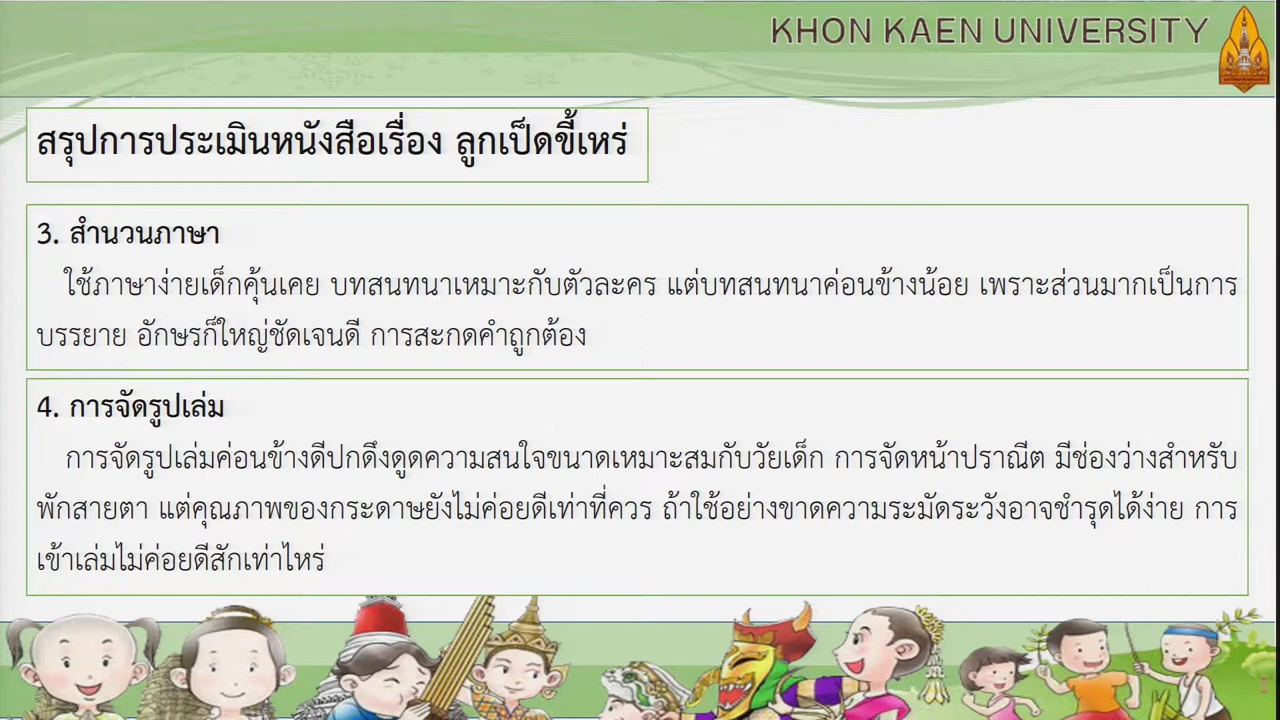 KHON KAEN UNIVERSITY
สรุปการประเมินหนังสือเรื่อง ลูกเป็ดขี้เหร่
3. สำนวนภาษา
ใช้ภาษาง่ายเด็กคุ้นเคย บทสนทนาเหมาะกับตัวละคร แต่บทสนทนาค่อนข้างน้อย เพราะส่วนมากเป็นการ
บรรยาย อักษรก็ใหญ่ชัดเจนดี การสะกดคำถูกต้อง
4. การจัดรูปเล่ม
การจัดรูปเล่มค่อนข้างดีปกดึงดูดความสนใจขนาดเหมาะสมกับวัยเด็ก การจัดหน้าปราณีต มีช่องว่างสำหรับ
พักสายตา แต่คุณภาพของกระดาษยังไม่ค่อยดีเท่าที่ควร ถ้าใช้อย่างขาดความระมัดระวังอาจชำรุดได้ง่าย การ
เข้าเล่มไม่ค่อยดีสักเท่าไหร่